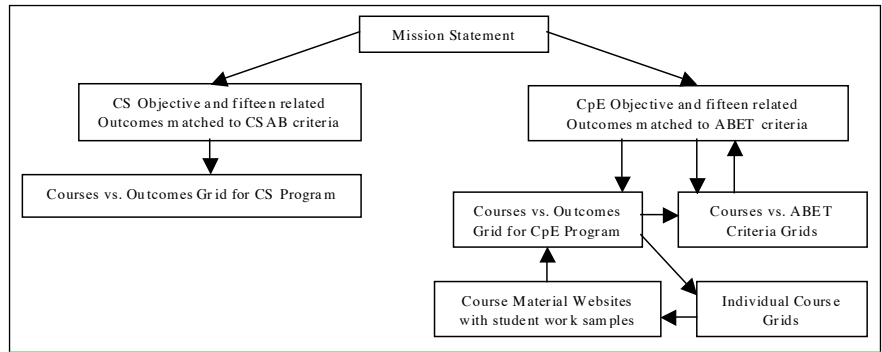 Mission Statement
CS Objective and fifteen related
Outcomes matched to CSAB criteria
CpE Objective and fifteen related
Outcomes matched to ABET criteria
Courses vs. Outcomes Grid for CS Program
Courses vs. Outcomes
Grid for CpE Program
Courses vs. ABET
Criteria Grids
Course Material Websites
with student work samples
Individual Course
Grids